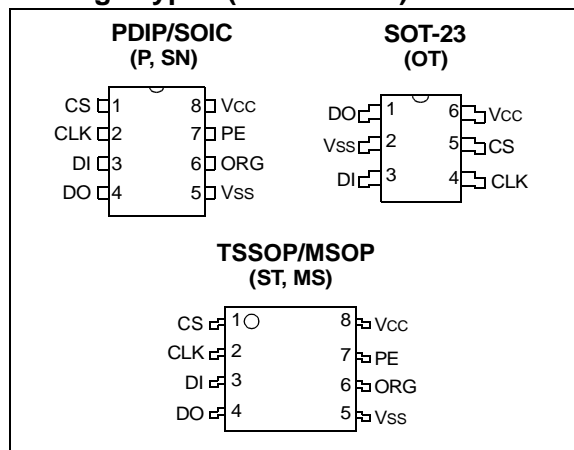 PDIP/SOIC
(P, SN)
CS 1 8 VCC
CLK 2 7 PE
DI 3 6 ORG
DO 4 5 VSS
SOT-23
(OT)
DO 1 6 VCC
VSS 2 5 CS
DI 3 4 CLK
TSSOP/MSOP
(ST, MS)
CS 1 8 VCC
CLK 2 7 PE
DI 3 6 ORG
DO 4 5 VSS